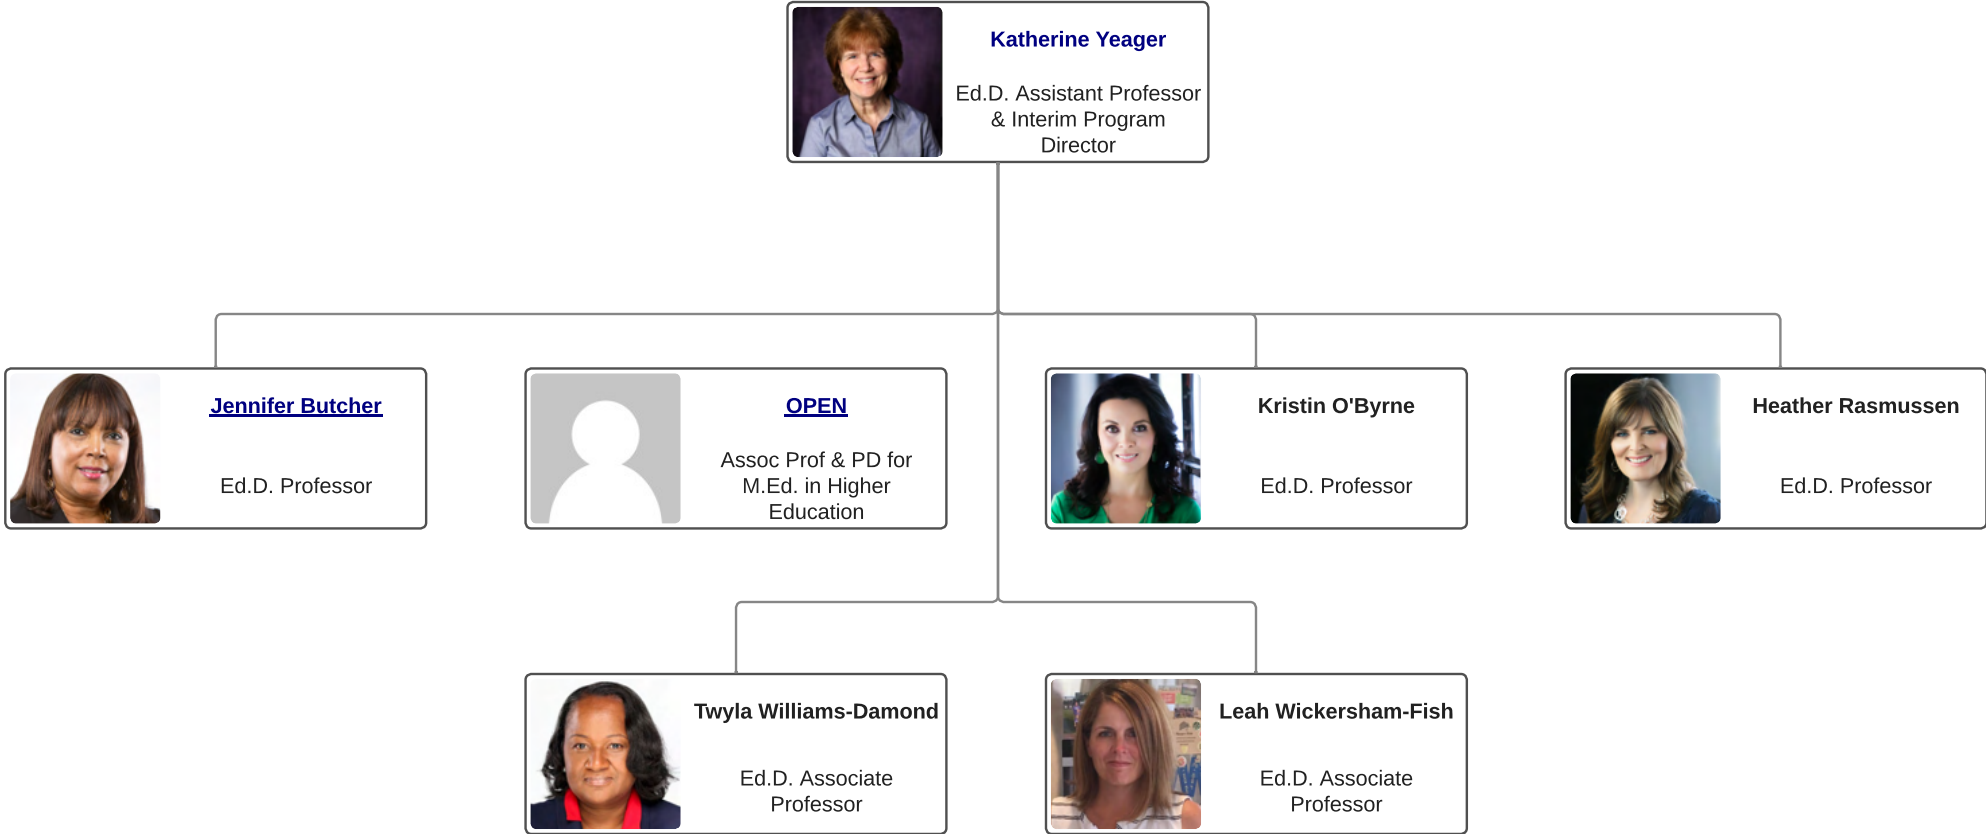 Katherine Yeager
Ed.D. Assistant Professor
& Interim Program
Director
Jennifer Butcher
Ed.D. Professor
OPEN
Assoc Prof & PD for
M.Ed. in Higher
Education
Kristin O'Byrne
Ed.D. Professor
Heather Rasmussen
Ed.D. Professor
Twyla Williams-Damond
Ed.D. Associate
Professor
Leah Wickersham-Fish
Ed.D. Associate
Professor